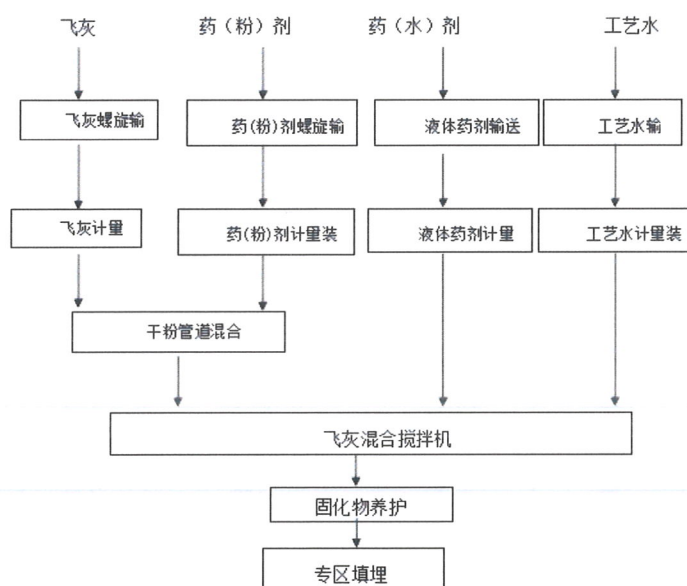 飞灰 药（粉）剂 药（水）剂 工艺水
飞灰螺旋输 药(粉)剂螺旋输 液体药剂输送 工艺水输
飞灰计量 药(粉)剂计量装 液体药剂计量 工艺水计量装
干粉管道混合
飞灰混合搅拌机
固化物养护
专区填埋